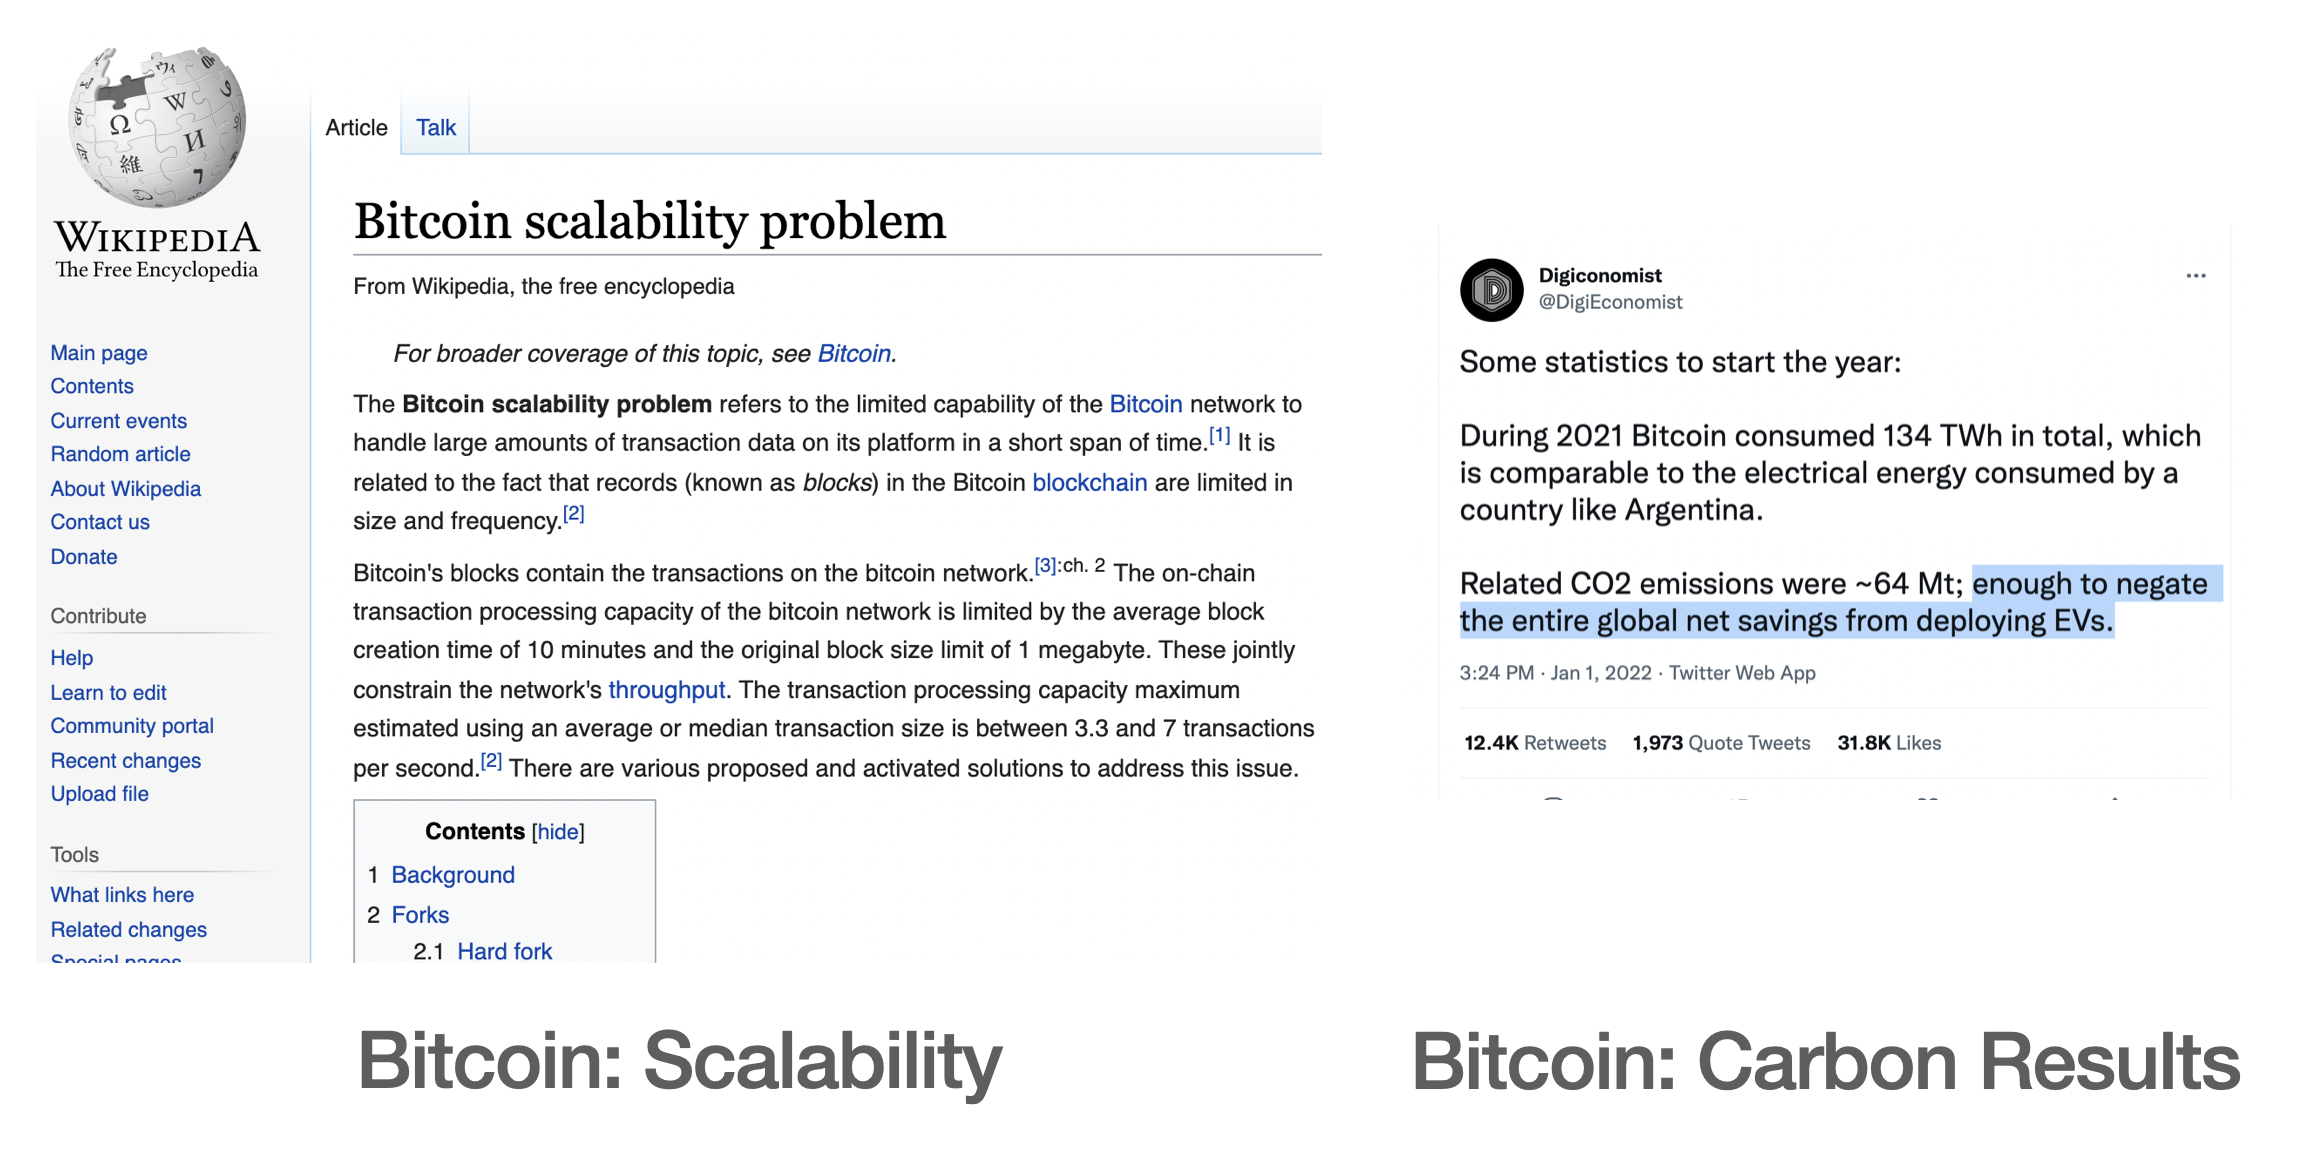 WIKIPEDIA
The Free Encyclopedia
Main page
Contents
Current events
Random article
About Wikipedia
Contact us
Donate
Contribute
Help
Learn to edit
Community portal
Recent changes
Upload file
Tools
What links here
Related changes
Special pages
Article Talk
Bitcoin scalability problem
From Wikipedia, the free encyclopedia
For broader coverage of this topic, see Bitcoin.
The Bitcoin scalability problem refers to the limited capability of the Bitcoin network to
handle large amounts of transaction data on its platform in a short span of time.[1] It is
related to the fact that records (known as blocks) in the Bitcoin blockchain are limited in
size and frequency.[2]
Bitcoin's blocks contain the transactions on the bitcoin network.[3]:ch. 2 The on-chain
transaction processing capacity of the bitcoin network is limited by the average block
creation time of 10 minutes and the original block size limit of 1 megabyte. These jointly
constrain the network's throughput. The transaction processing capacity maximum
estimated using an average or median transaction size is between 3.3 and 7 transactions
per second.[2] There are various proposed and activated solutions to address this issue.
Contents [hide]
1 Background
2 Forks
2.1 Hard fork
Bitcoin: Scalability
Digiconomist
@DigiEconomist
Some statistics to start the year:
During 2021 Bitcoin consumed 134 TWh in total, which
is comparable to the electrical energy consumed by a
country like Argentina.
Related CO2 emissions were ~64 Mt; enough to negate
the entire global net savings from deploying EVs.
3:24 PM · Jan 1, 2022 · Twitter Web App
12.4K Retweets 1,973 Quote Tweets 31.8K Likes
Bitcoin: Carbon Results